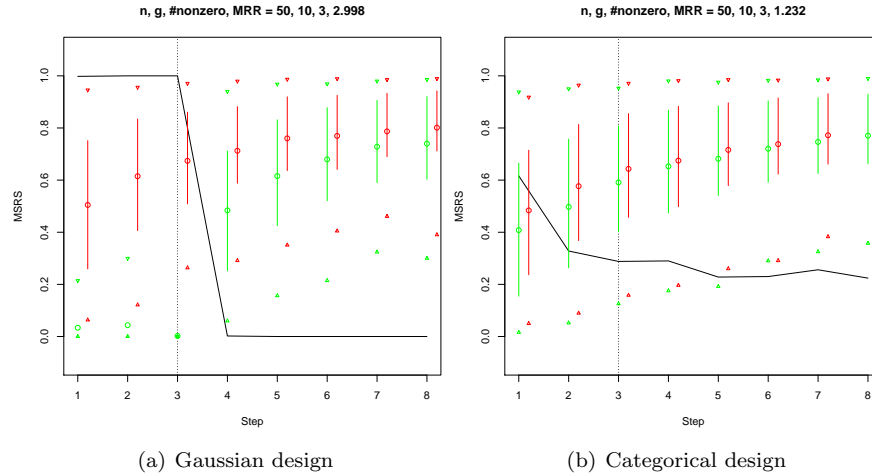 n, g, #nonzero, MRR = 50, 10, 3, 2.998
MSRS
1.0
0.8
0.6
0.4
0.2
0.0
1 2 3 4 5 6 7 8
Step
(a) Gaussian design
n, g, #nonzero, MRR = 50, 10, 3, 1.232
MSRS
1.0
0.8
0.6
0.4
0.2
0.0
1 2 3 4 5 6 7 8
Step
(b) Categorical design